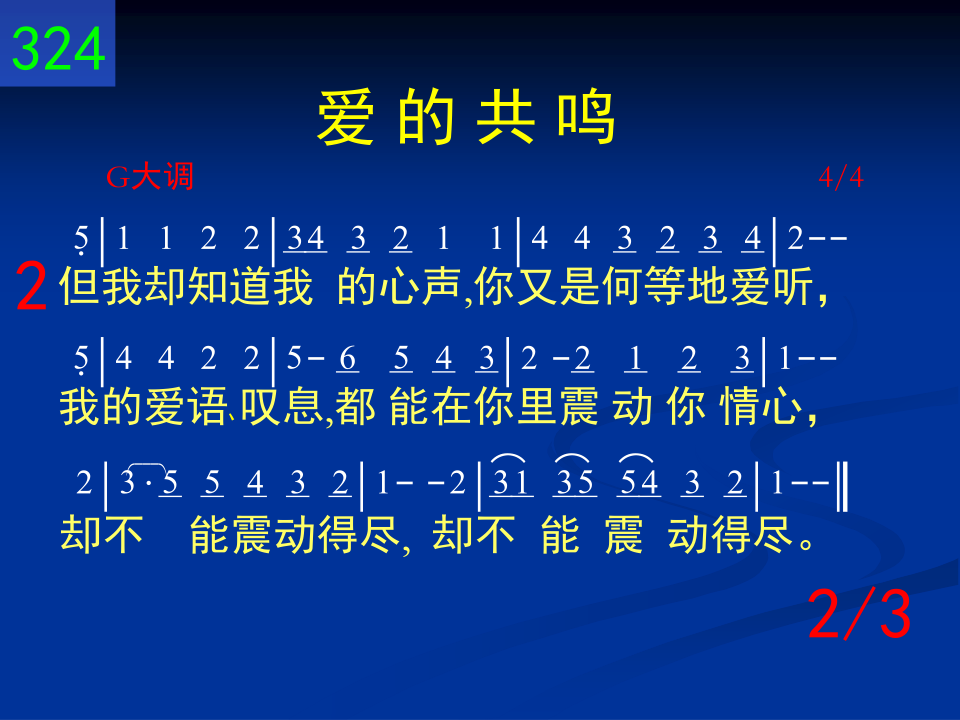 324
爱的共鸣
G大调 4/4
5̣|1 1 2 2|34 3 2 1 1|4 4 3 2 3 4|2--
2 但我却知道我 的心声,你又是何等地爱听，
5̣|4 4 2 2|5- 6 5 4 3|2 -2 1 2 3|1--
我的爱语、叹息,都 能在你里震 动 你 情心，
2|3·5 5 4 3 2|1--2|31 35 54 3 2|1--‖
却不 能震动得尽, 却不 能 震 动得尽。
2/3